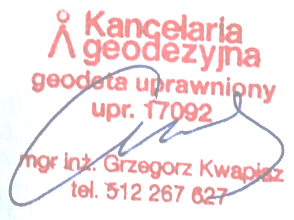 Kancelaria
geodezyjna
geodeta uprawniony
upr. 17092
mgr inż. Grzegorz Kwapisz
tel. 512 267 627